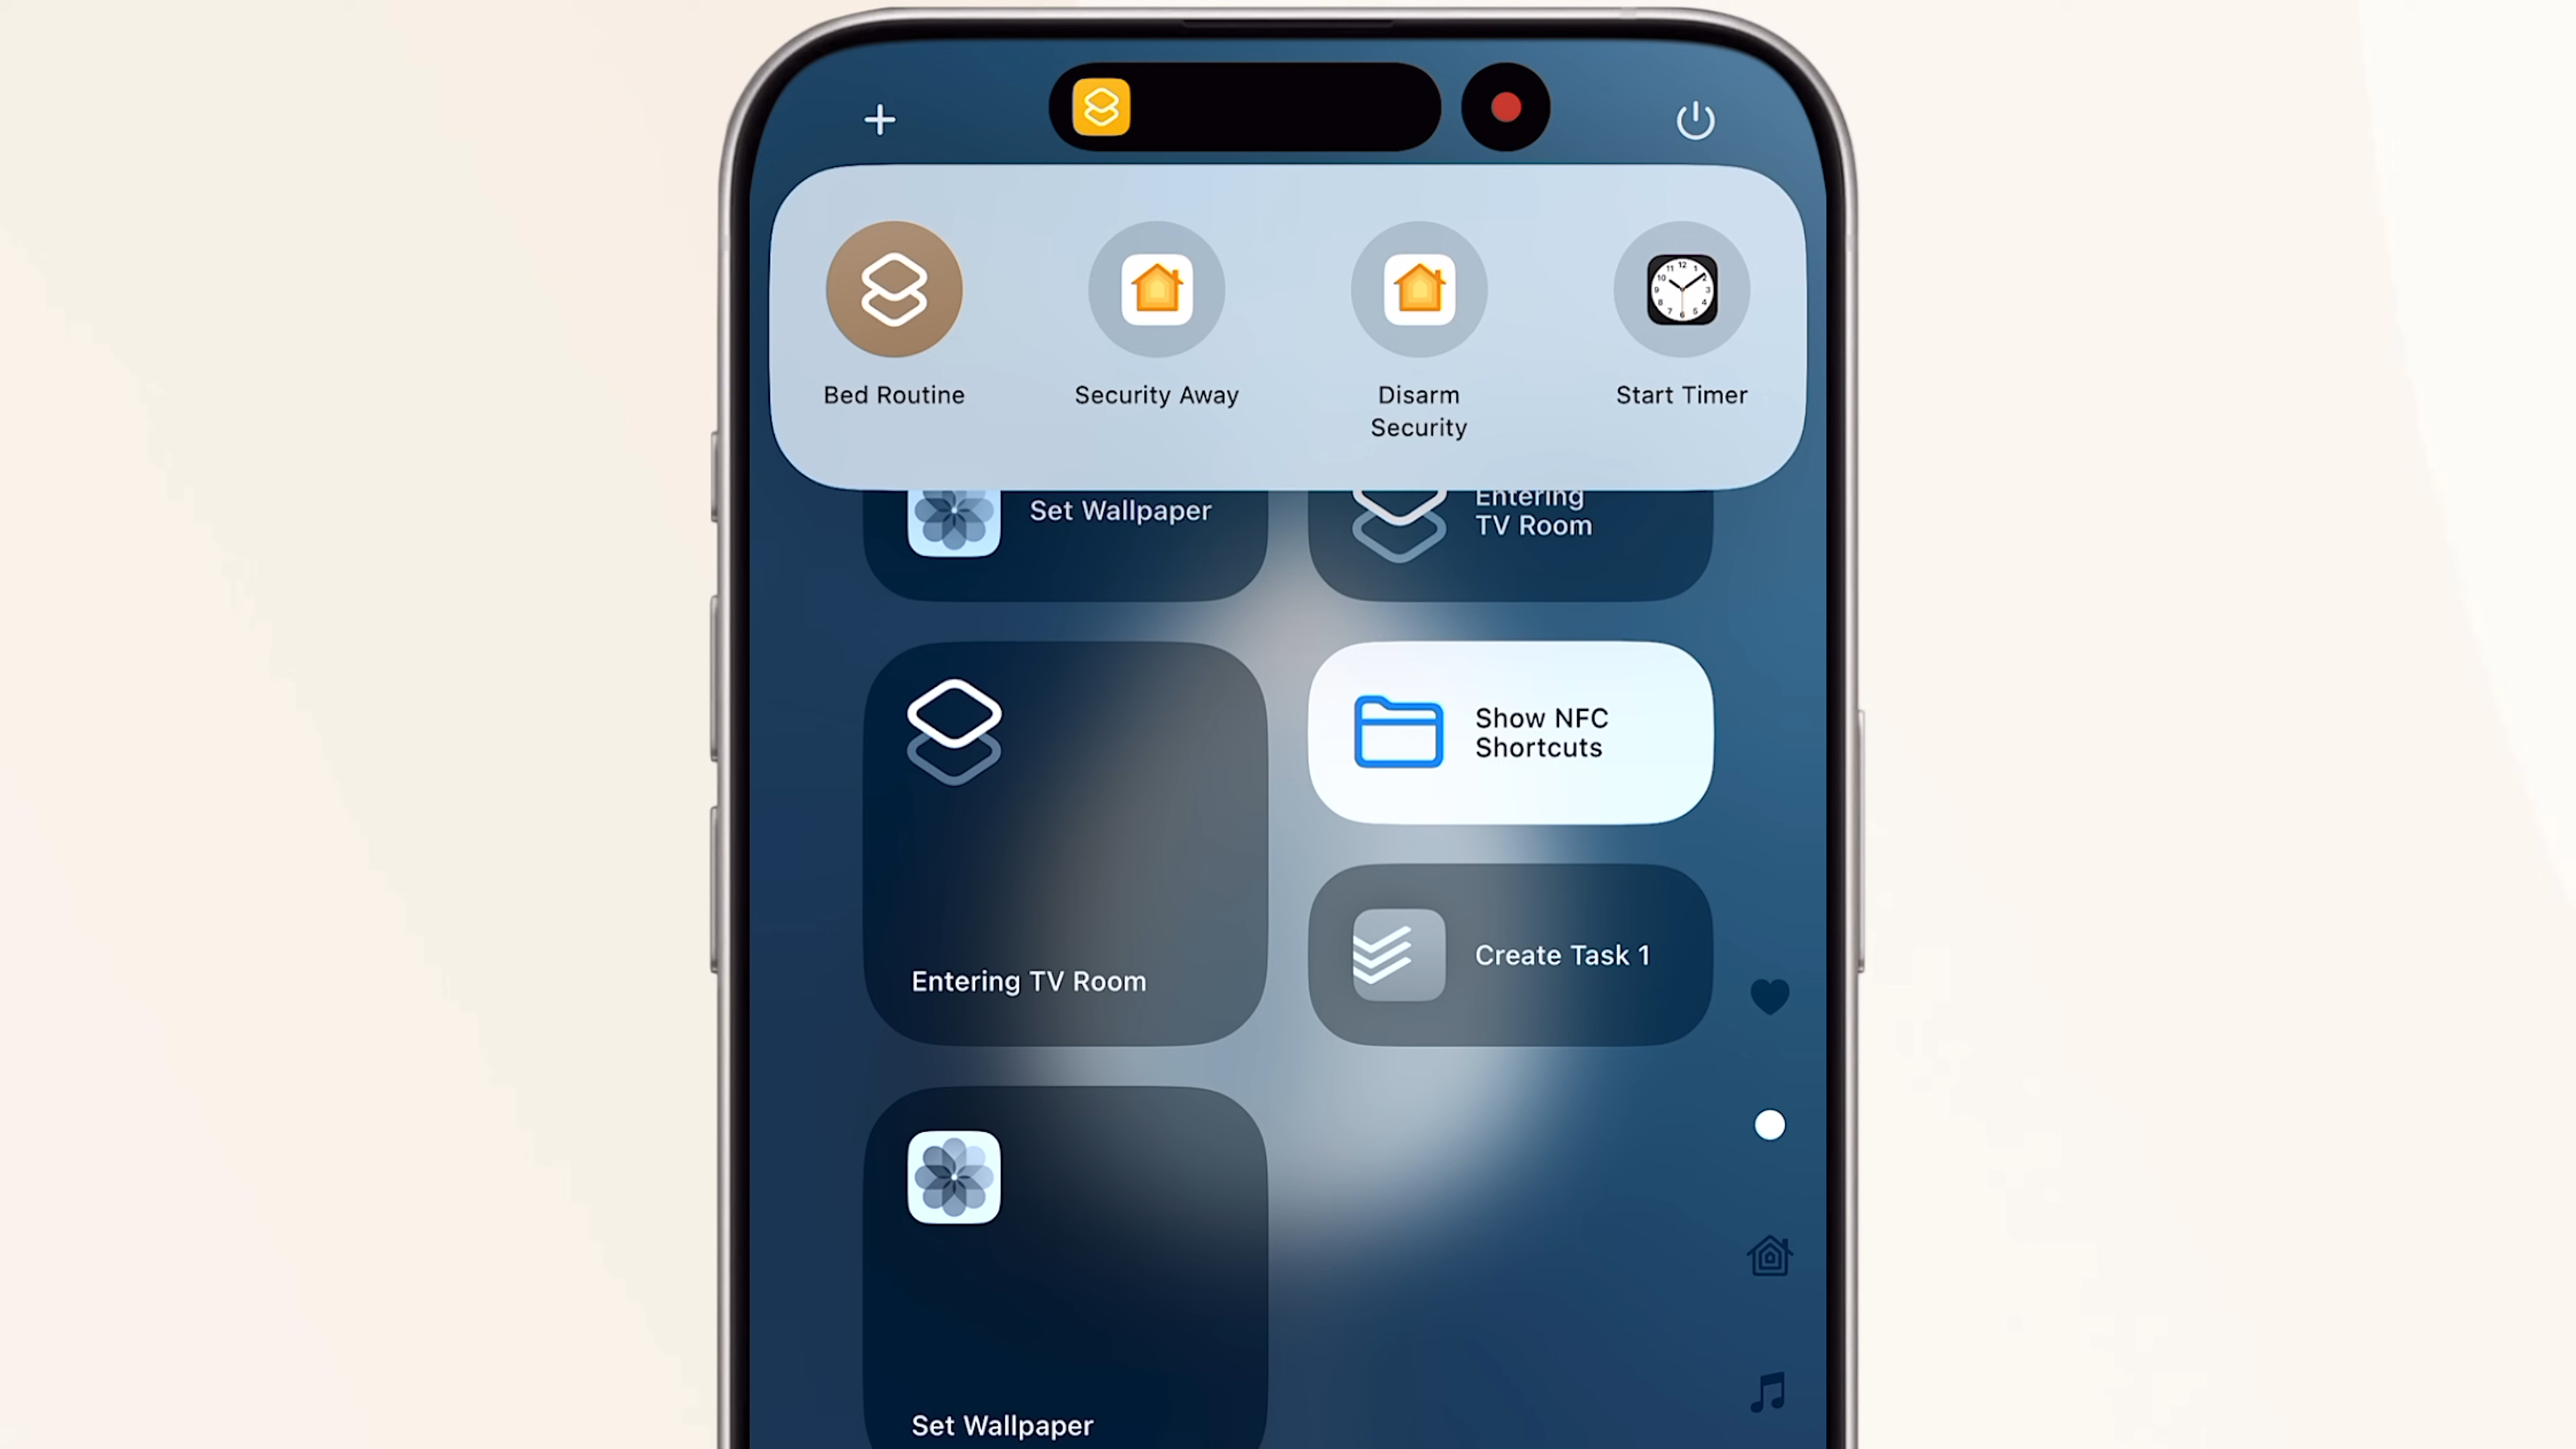 Bed Routine
Security Away
Disarm
Security
Start Timer
Set Wallpaper
Entering
TV Room
Show NFC
Shortcuts
Entering TV Room
Create Task 1
Set Wallpaper